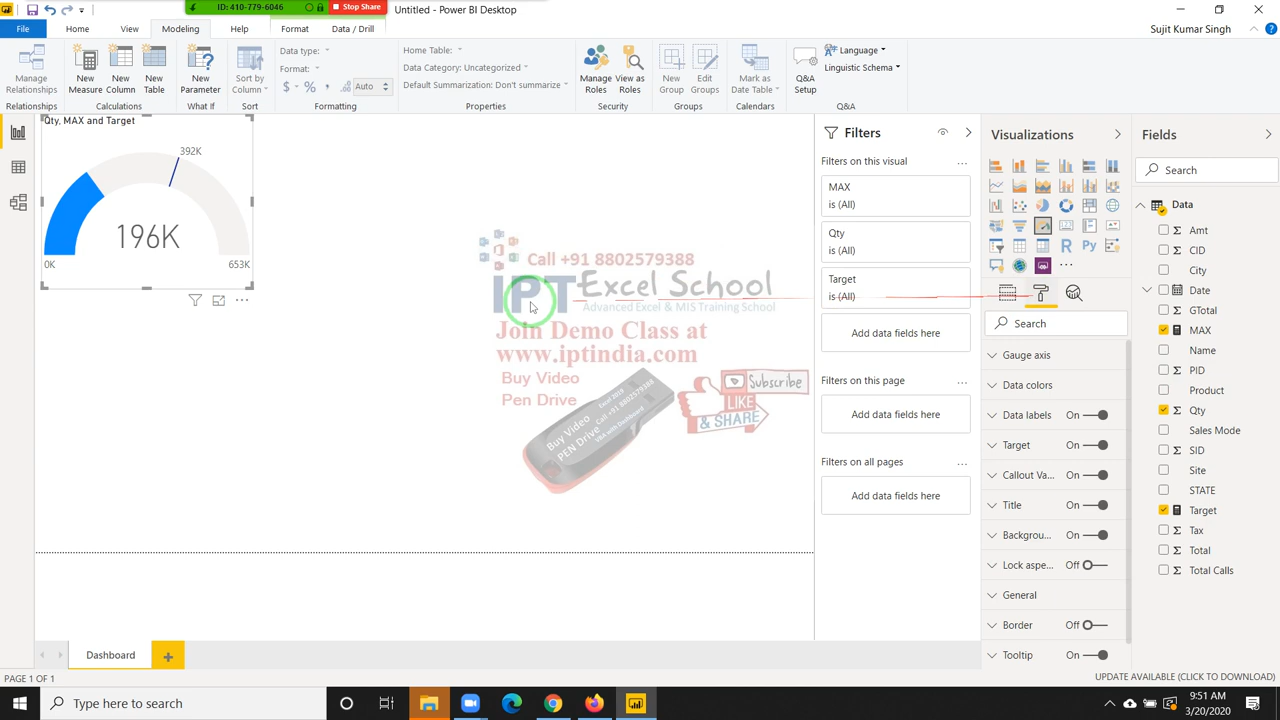 ID: 410-779-6046
Stop Share
Untitled - Power BI Desktop
File
Home
View
Modeling
Help
Format
Data / Drill
Sujit Kumar Singh
Manage
Relationships
Relationships
New
Measure
New
Column
New
Table
Calculations
New
Parameter
What If
Sort by
Column
Sort
Data type:
Format:
$ % , Auto
Formatting
Home Table:
Data Category: Uncategorized
Default Summarization: Don't summarize
Properties
Manage
Roles
View as
Roles
Security
New
Group
Edit
Groups
Groups
Mark as
Date Table
Calendars
Q&A
Setup
Language
Linguistic Schema
Q&A
Qty, MAX and Target
392K
196K
0K
653K
Call +91 8802579388
IPT Excel School
Advanced Excel & MIS Training School
Join Demo Class at
www.iptindia.com
Buy Video
Pen Drive
Buy Video
PEN Drive
Call +91 8802579388
Subscribe
LIKE
& SHARE
Filters
Filters on this visual
...
MAX
is (All)
Qty
is (All)
Target
is (All)
Add data fields here
Filters on this page
...
Add data fields here
Filters on all pages
...
Add data fields here
Visualizations
R
Py
...
Search
Gauge axis
Data colors
Data labels On
Target On
Callout Va... On
Title On
Backgrou... On
Lock aspe... Off
General
Border Off
Tooltip On
Fields
Search
Data
Amt
CID
City
Date
GTotal
MAX
Name
PID
Product
Qty
Sales Mode
SID
Site
STATE
Target
Tax
Total
Total Calls
Dashboard
PAGE 1 OF 1
UPDATE AVAILABLE (CLICK TO DOWNLOAD)
Type here to search
9:51 AM
3/20/2020